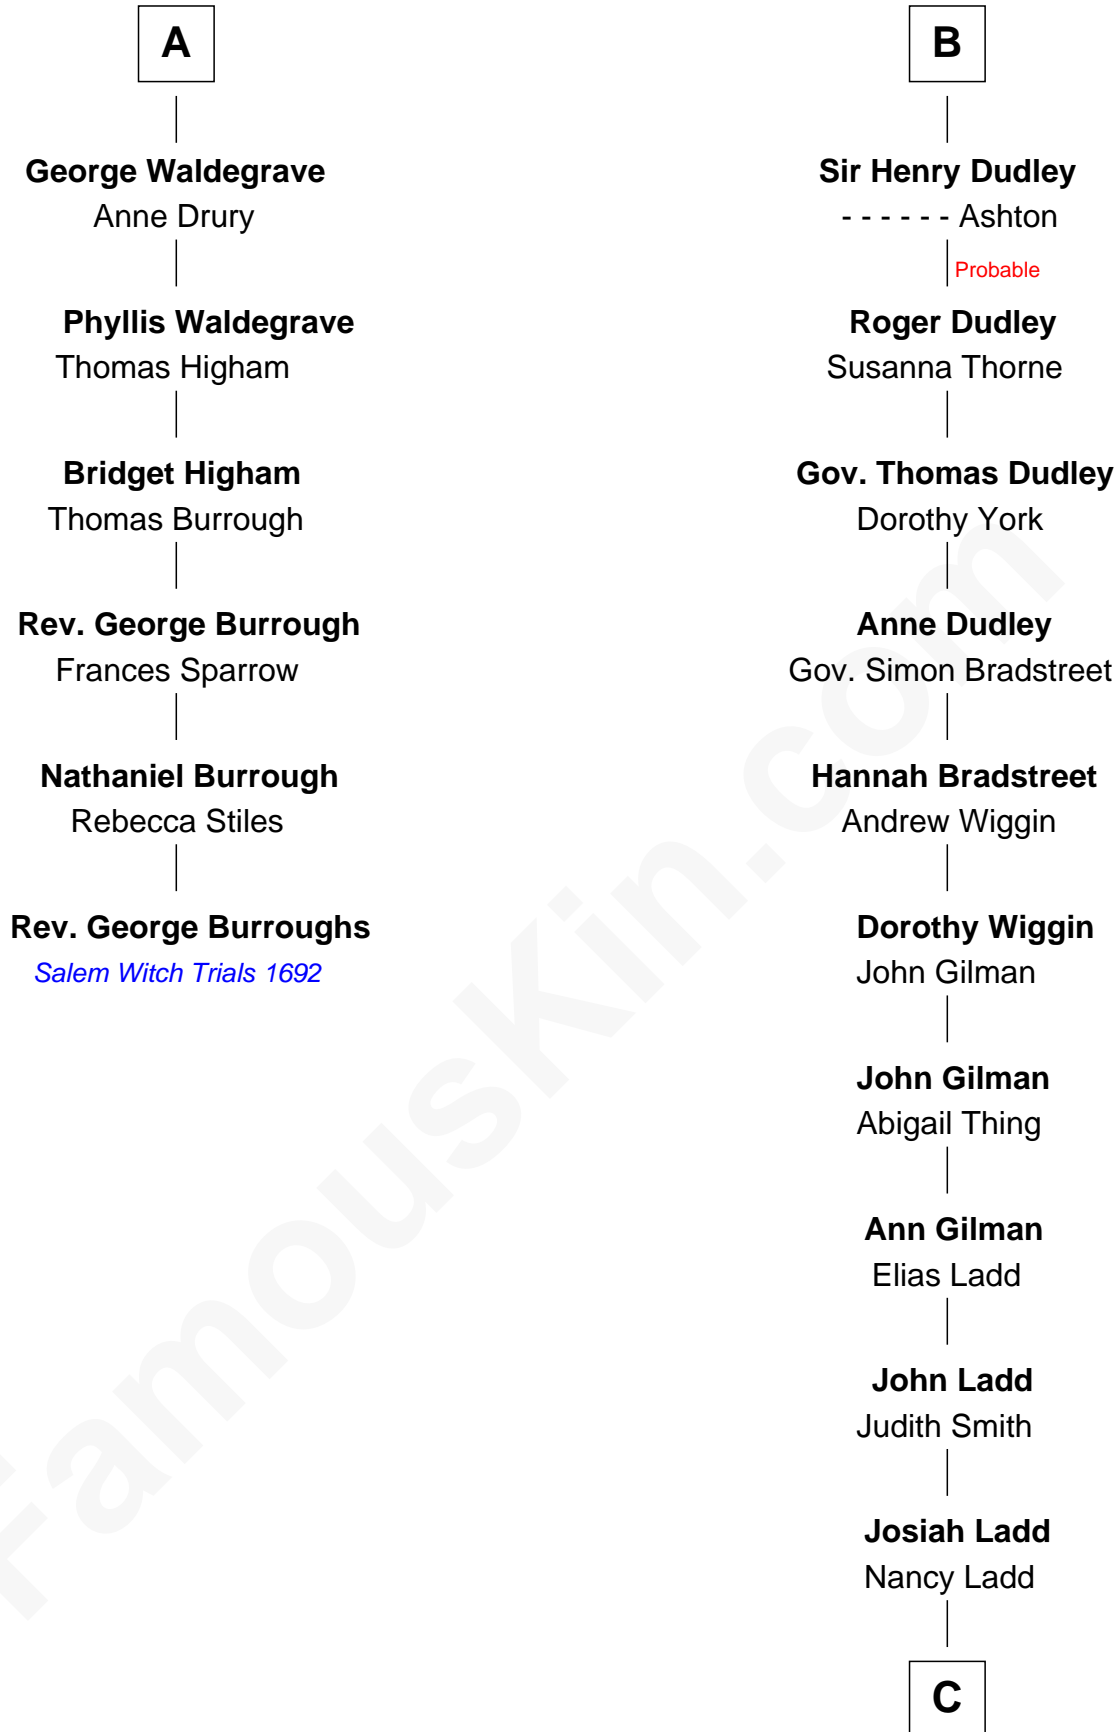 A
George Waldegrave
Anne Drury
Phyllis Waldegrave
Thomas Higham
Bridget Higham
Thomas Burrough
Rev. George Burrough
Frances Sparrow
Nathaniel Burrough
Rebecca Stiles
Rev. George Burroughs
Salem Witch Trials 1692
B
Sir Henry Dudley
- - - - - - Ashton
Probable
Roger Dudley
Susanna Thorne
Gov. Thomas Dudley
Dorothy York
Anne Dudley
Gov. Simon Bradstreet
Hannah Bradstreet
Andrew Wiggin
Dorothy Wiggin
John Gilman
John Gilman
Abigail Thing
Ann Gilman
Elias Ladd
John Ladd
Judith Smith
Josiah Ladd
Nancy Ladd
C
FamousKin.com